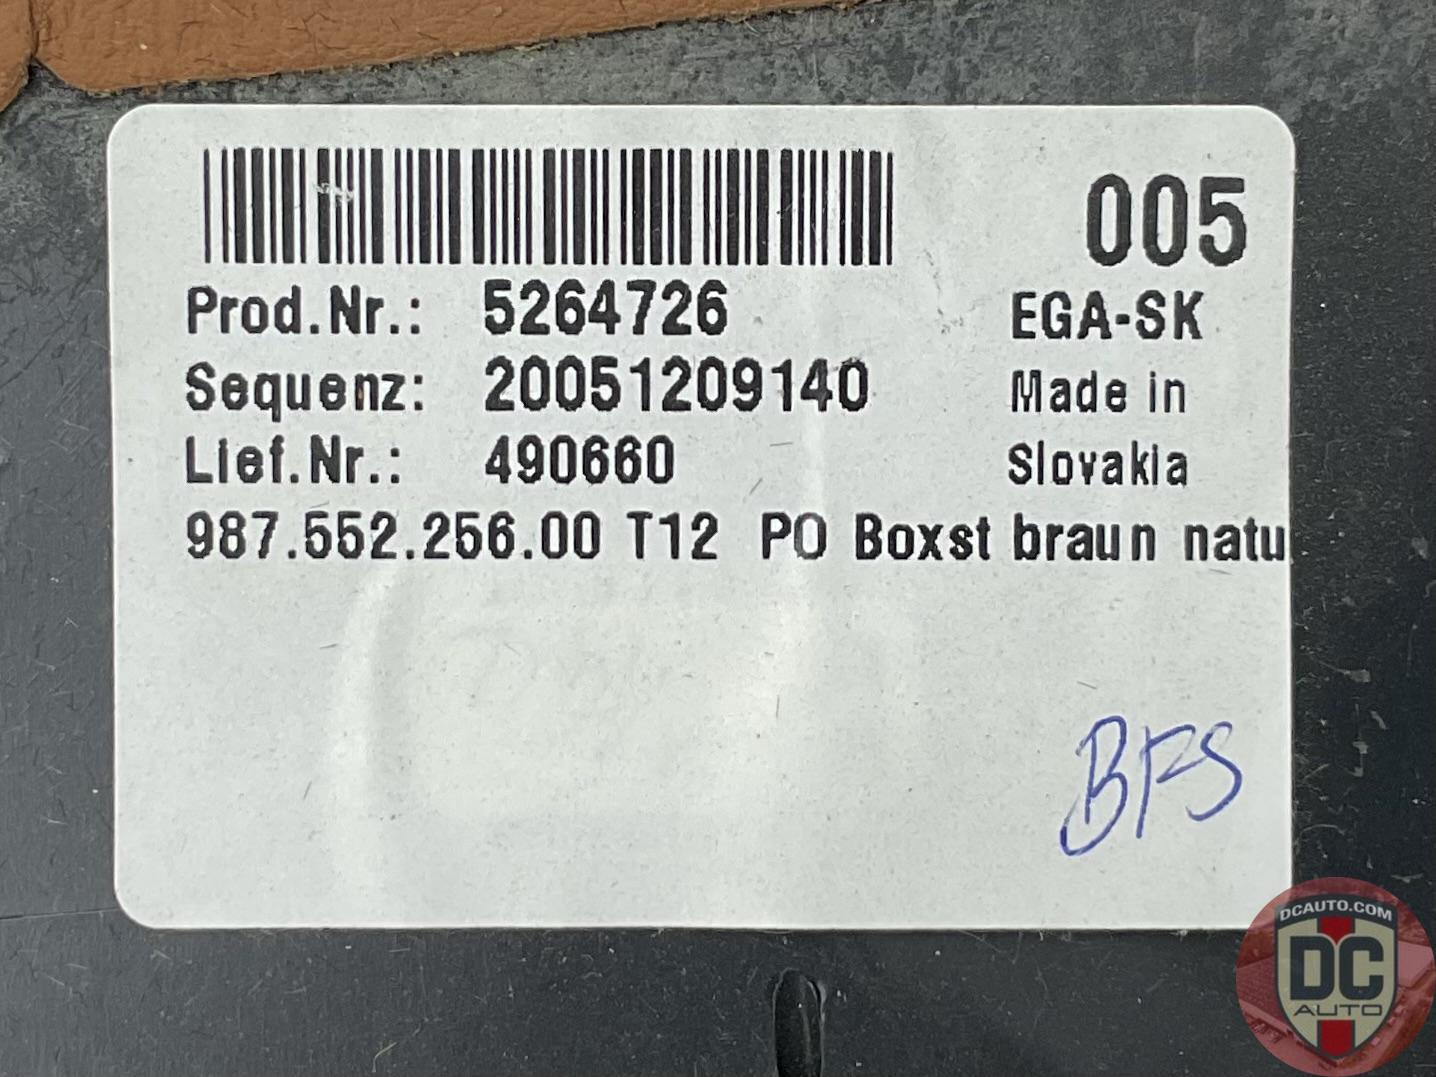 005
Prod.Nr.: 5264726 EGA-SK
Sequenz: 20051209140 Made in
Lief.Nr.: 490660 Slovakia
987.552.256.00 T12 PO Boxst braun natu
BFS
DCAUTO.COM
DC
AUTO